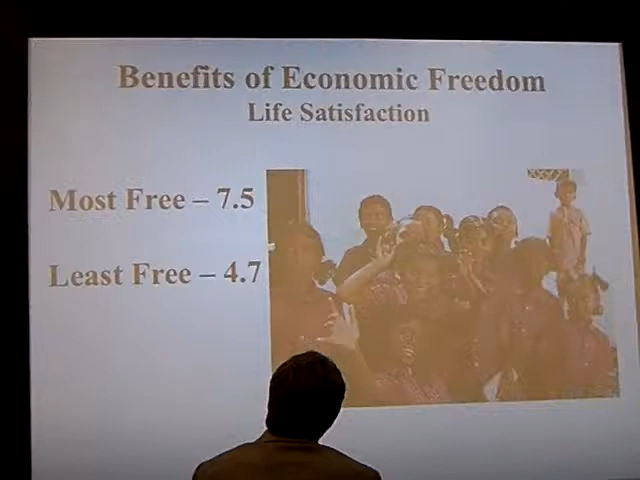 Benefits of Economic Freedom
Life Satisfaction
Most Free – 7.5
Least Free – 4.7